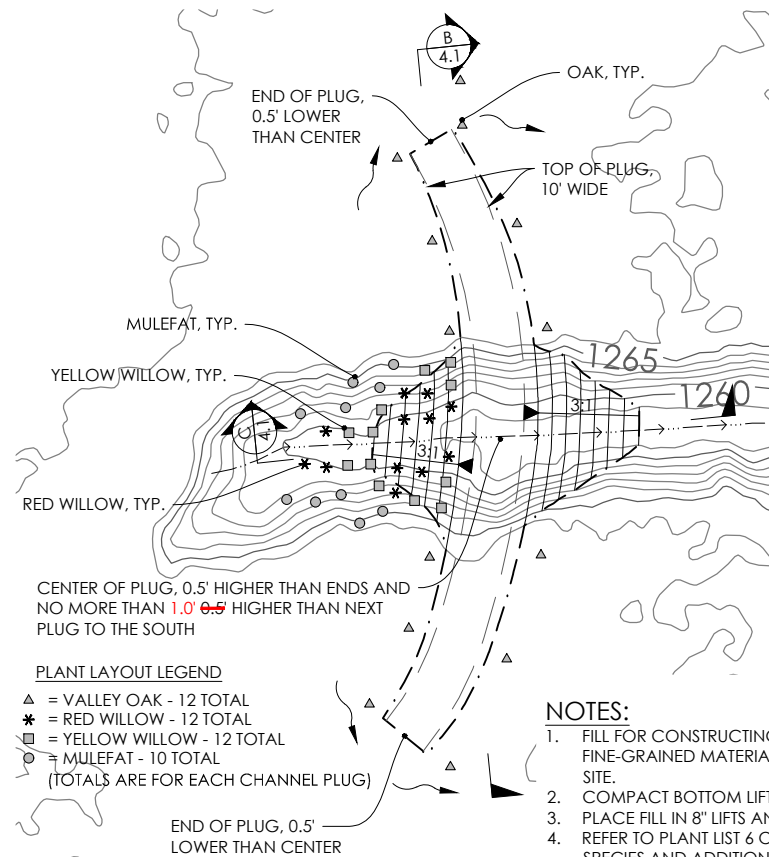 B
4.1
OAK, TYP.
END OF PLUG,
0.5' LOWER
THAN CENTER
TOP OF PLUG,
10' WIDE
MULEFAT, TYP.
1265
YELLOW WILLOW, TYP.
1260
3:1
C
4.1
3:1
RED WILLOW, TYP.
CENTER OF PLUG, 0.5' HIGHER THAN ENDS AND
NO MORE THAN 1.0' 0.5' HIGHER THAN NEXT
PLUG TO THE SOUTH
PLANT LAYOUT LEGEND
= VALLEY OAK - 12 TOTAL
= RED WILLOW - 12 TOTAL
= YELLOW WILLOW - 12 TOTAL
= MULEFAT - 10 TOTAL
(TOTALS ARE FOR EACH CHANNEL PLUG)
END OF PLUG, 0.5'
LOWER THAN CENTER
NOTES:
1. FILL FOR CONSTRUCTING
FINE-GRAINED MATERIA
SITE.
2. COMPACT BOTTOM LIFT
3. PLACE FILL IN 8" LIFTS AN
4. REFER TO PLANT LIST 6 O
SPECIES AND ADDITION